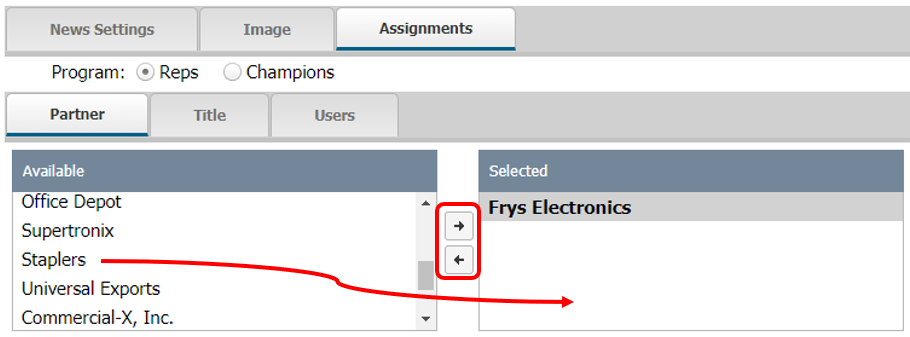 News Settings Image Assignments
Program: Reps Champions
Partner Title Users
Available Selected
Office Depot Frys Electronics
Supertronix
Staplers
Universal Exports
Commercial-X, Inc.